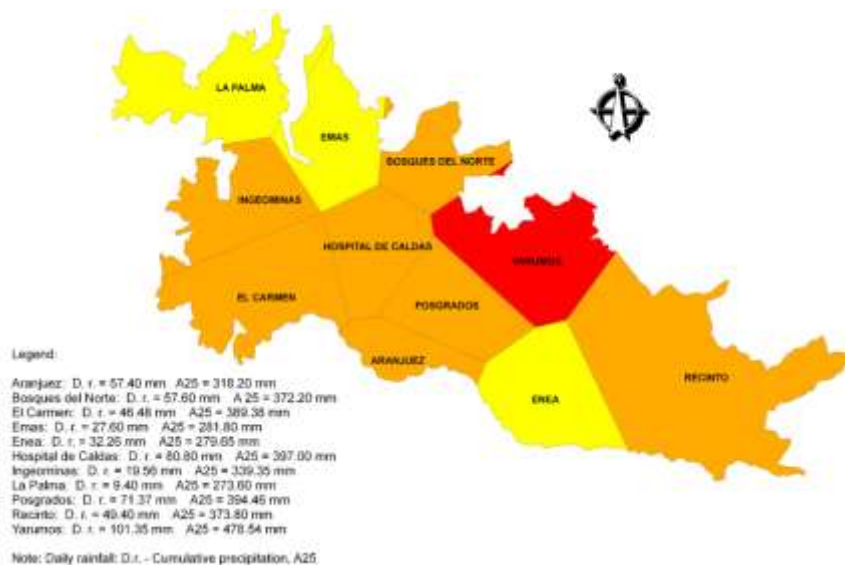 LA PALMA
EMAS
BOSQUES DEL NORTE
INGEOMINAS
HOSPITAL DE CALDAS
YARUMOS
EL CARMEN
POSGRADOS
ARANJUEZ
RECINTO
ENEA
Legend:
Aranjuez: D. r. = 57.40 mm A25 = 318.20 mm
Bosques del Norte: D. r. = 57.60 mm A 25 = 372.20 mm
El Carmen: D. r. = 46.48 mm A25 = 389.38 mm
Emas: D. r. = 27.60 mm A25 = 281.80 mm
Enea: D. r. = 32.26 mm A25 = 279.65 mm
Hospital de Caldas: D. r. = 80.80 mm A25 = 397.00 mm
Ingeominas: D. r. = 19.56 mm A25 = 339.35 mm
La Palma: D. r. = 9.40 mm A25 = 273.60 mm
Posgrados: D. r. = 71.37 mm A25 = 394.46 mm
Recinto: D. r. = 49.40 mm A25 = 373.80 mm
Yarumos: D. r. = 101.35 mm A25 = 478.54 mm
Note: Daily rainfall: D.r. - Cumulative precipitation, A25